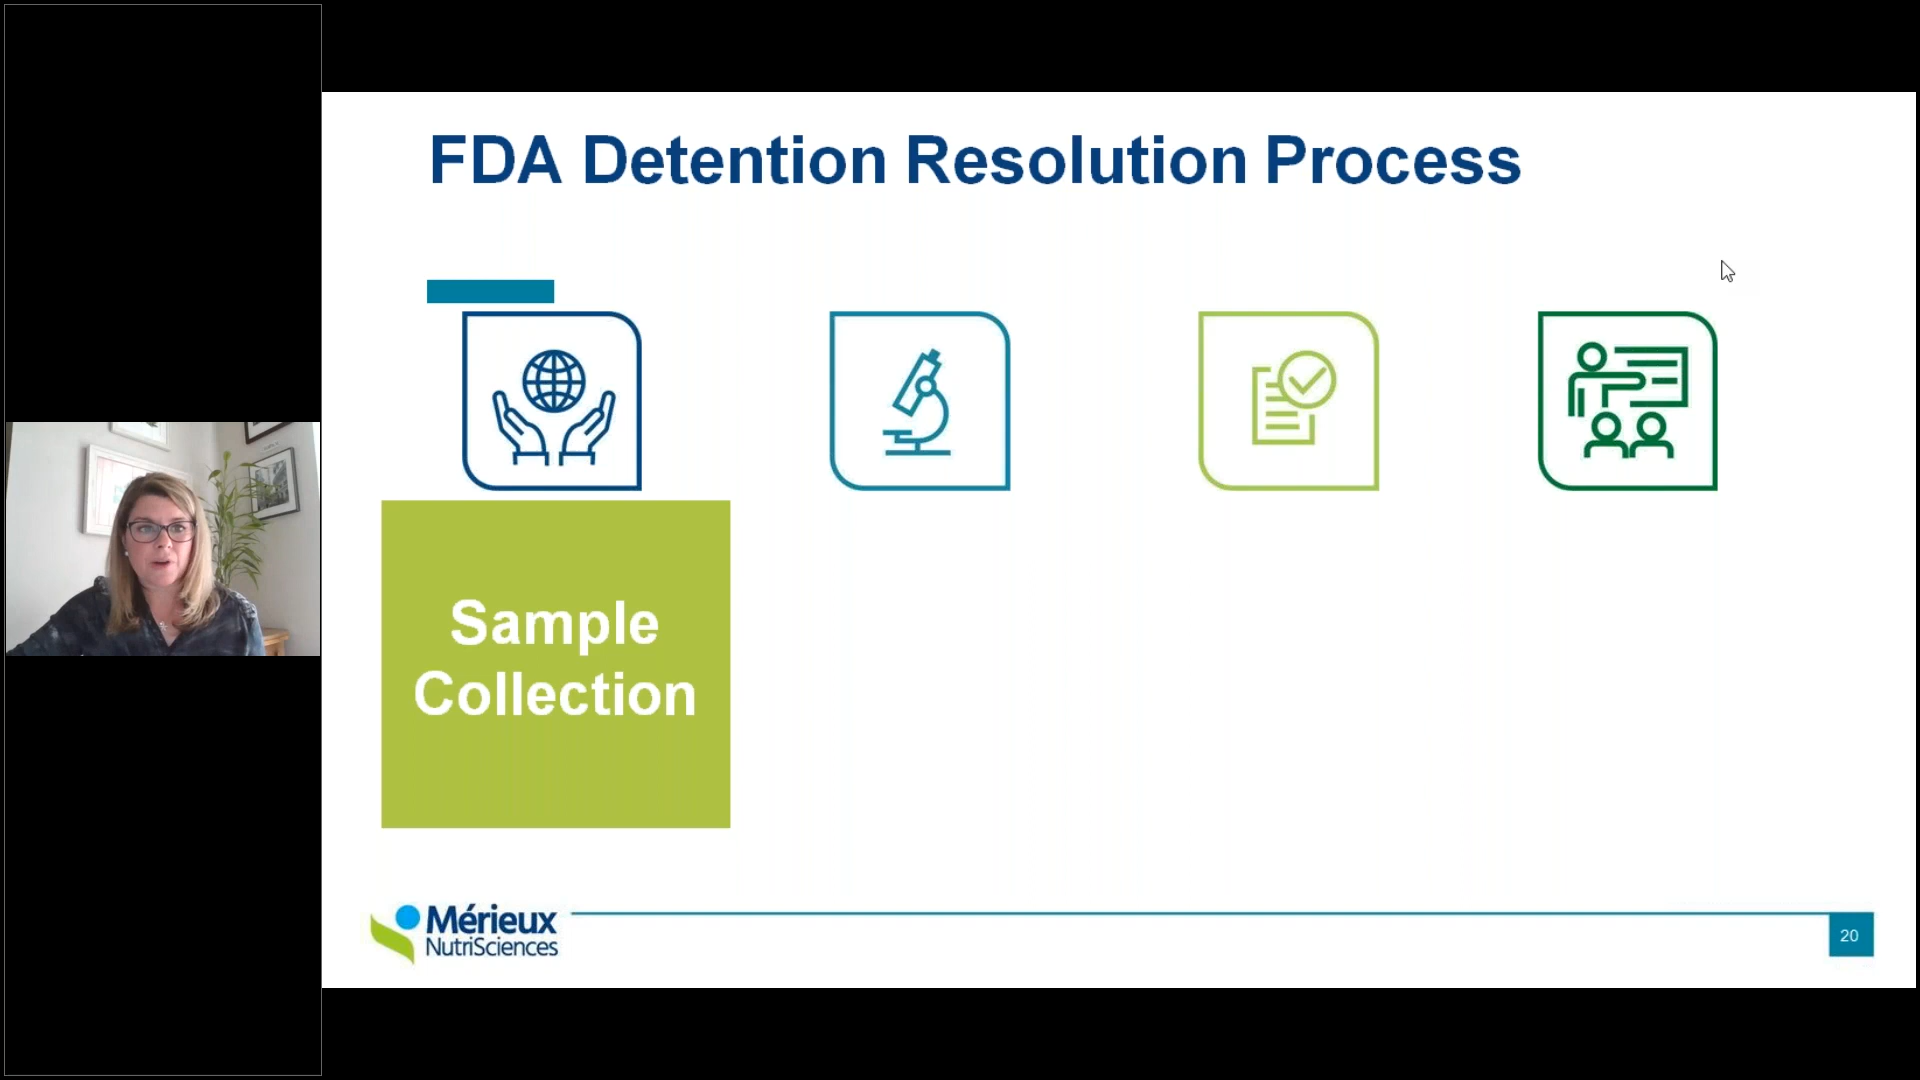 FDA Detention Resolution Process
Sample
Collection
Mérieux
NutriSciences
20